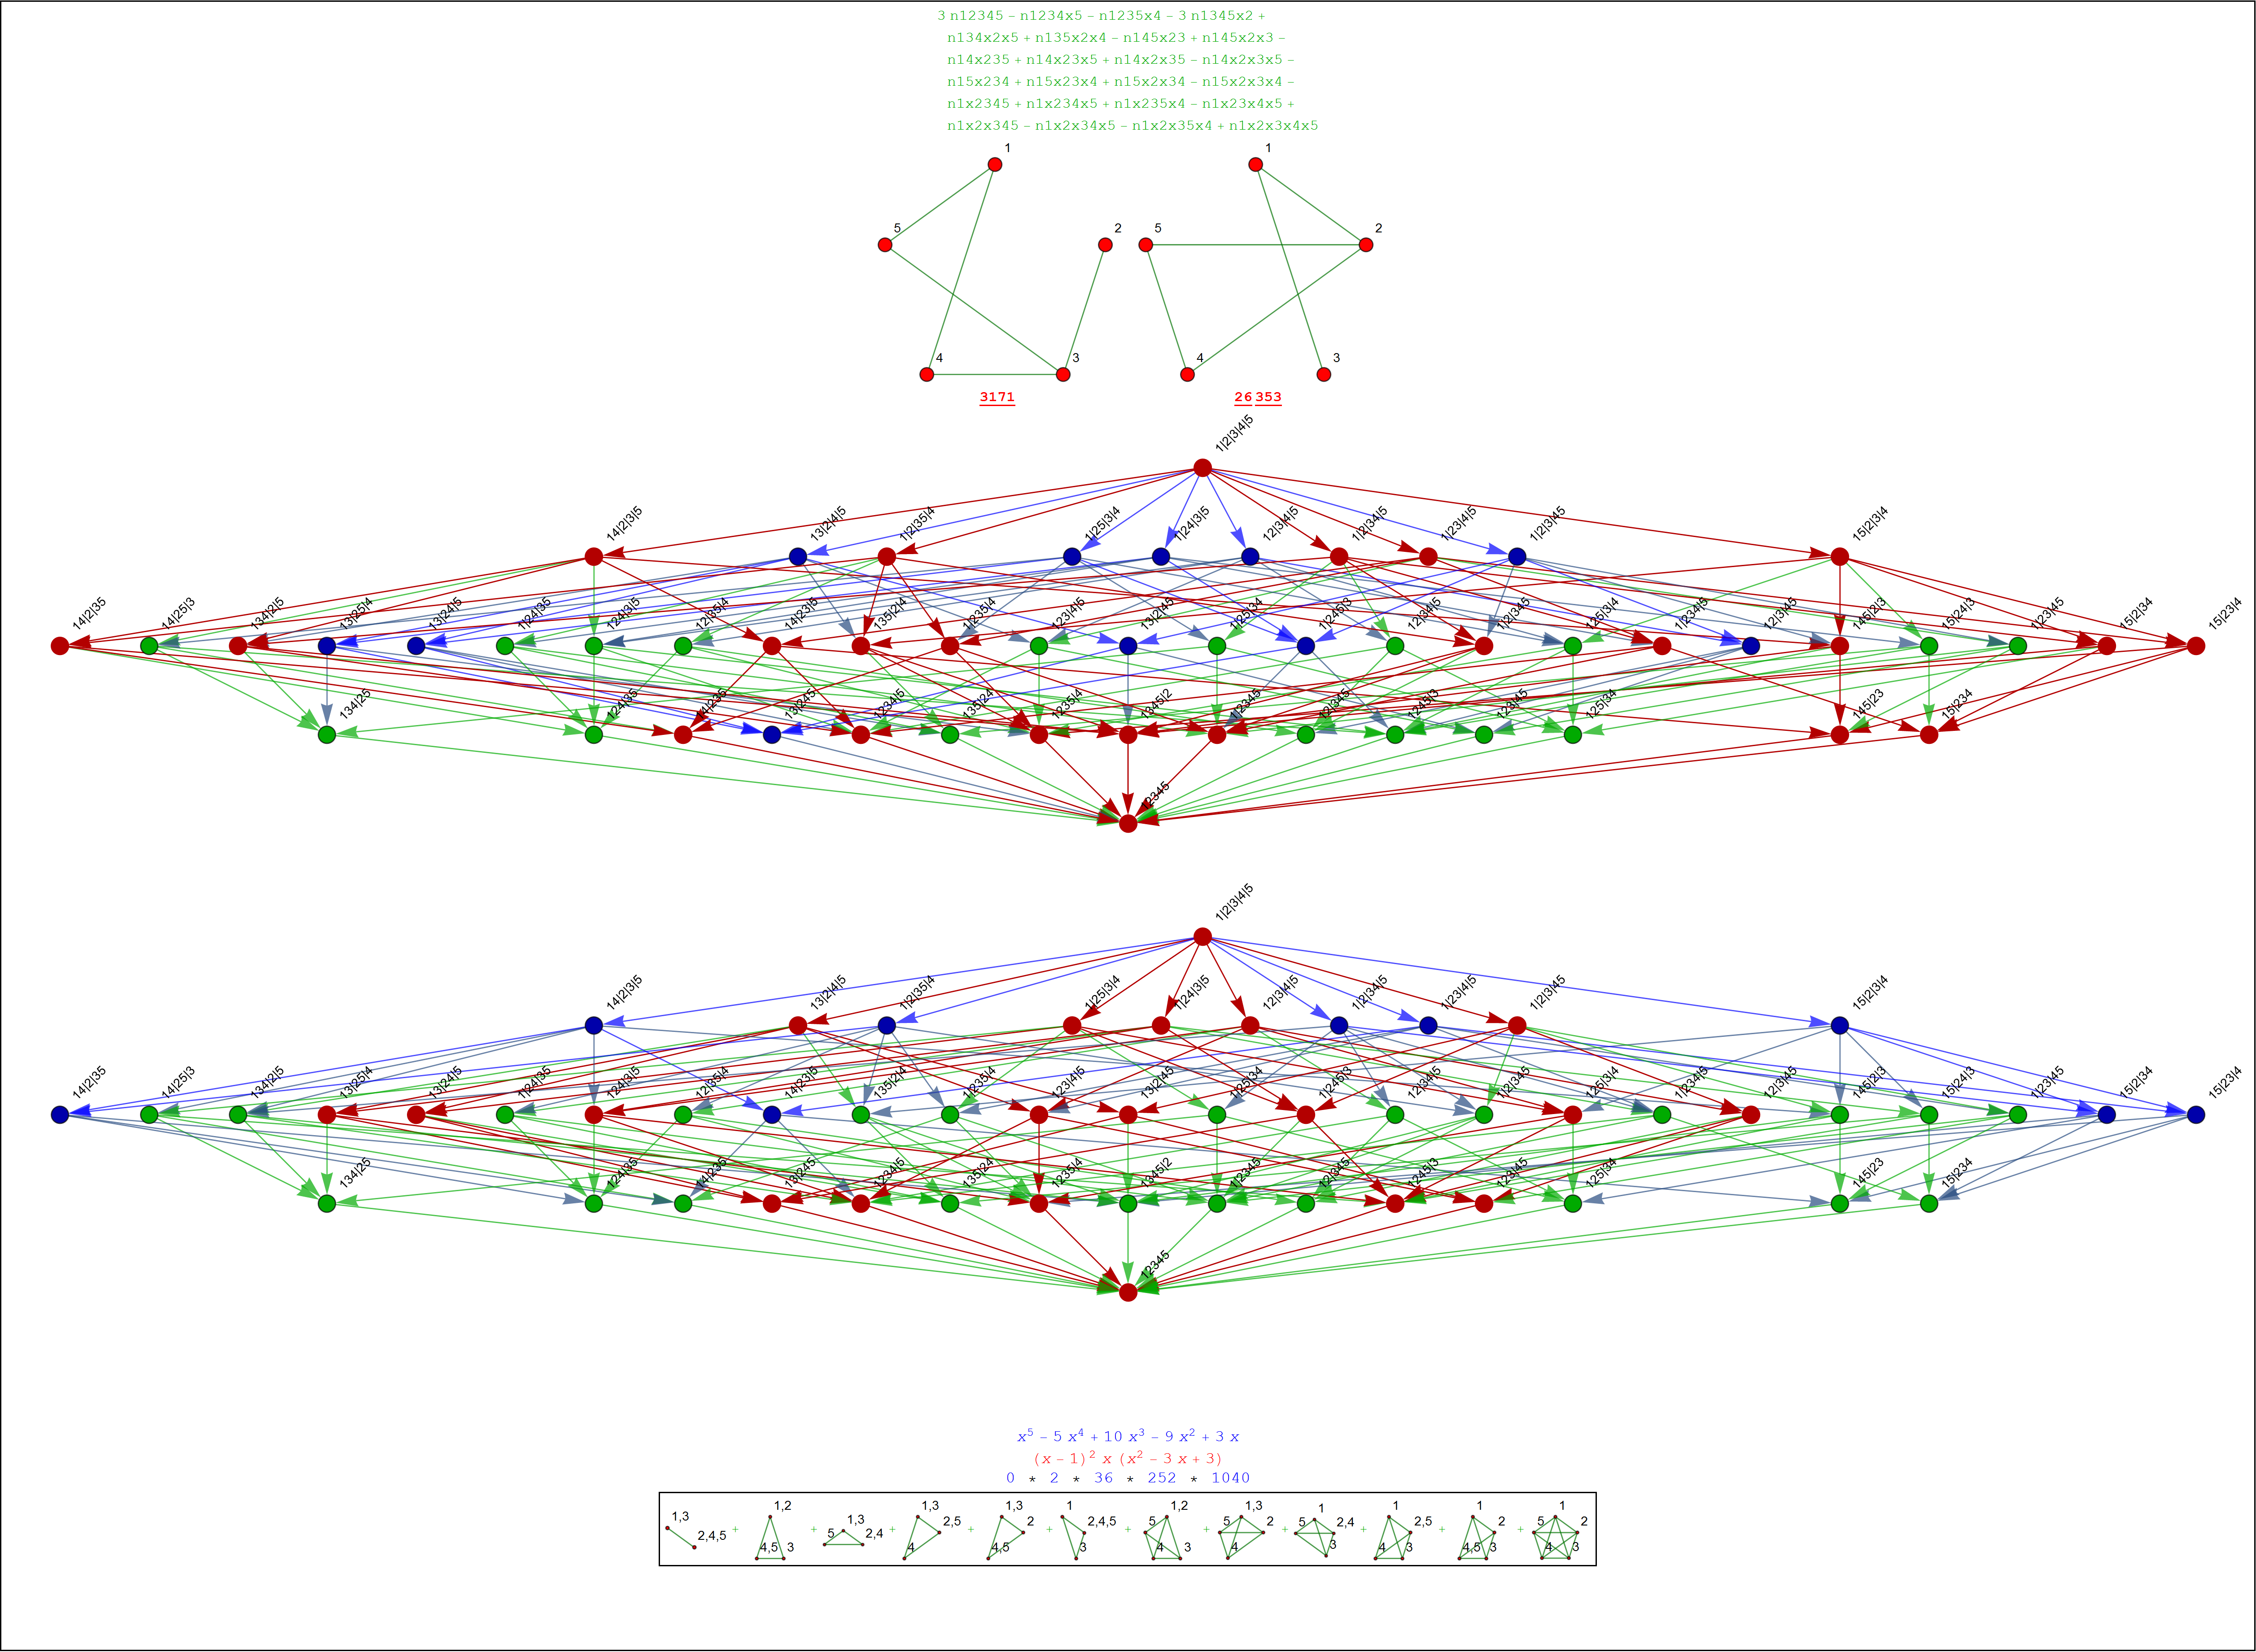 3 n12345 – n1234x5 – n1235x4 – 3 n1345x2 +
n134x2x5 + n135x2x4 – n145x23 + n145x2x3 –
n14x235 + n14x23x5 + n14x2x35 – n14x2x3x5 –
n15x234 + n15x23x4 + n15x2x34 – n15x2x3x4 –
n1x2345 + n1x234x5 + n1x235x4 – n1x23x4x5 +
n1x2x345 – n1x2x34x5 – n1x2x35x4 + n1x2x3x4x5
1 1
5 2 5 2
4 3 4 3
3171 26 353
1|2|3|4|5
14|2|3|5 13|2|4|5 1|2|35|4 1|25|3|4 1|24|3|5 12|3|4|5 1|2|34|5 1|23|4|5 1|2|3|45 15|2|3|4
14|2|35 14|25|3 134|2|5 13|25|4 13|24|5 1|24|35 124|3|5 12|35|4 14|23|5 135|2|4 1|235|4 123|4|5 13|2|45 1|25|34 1|245|3 12|34|5 1|2|345 125|3|4 1|234|5 12|3|45 145|2|3 15|24|3 1|23|45 15|2|34 15|23|4
134|25 124|35 14|235 13|245 1234|5 135|24 1235|4 1345|2 1|2345 12|345 1245|3 123|45 125|34 145|23 15|234
12345
1|2|3|4|5
14|2|3|5 13|2|4|5 1|2|35|4 1|25|3|4 1|24|3|5 12|3|4|5 1|2|34|5 1|23|4|5 1|2|3|45 15|2|3|4
14|2|35 14|25|3 134|2|5 13|25|4 13|24|5 1|24|35 124|3|5 12|35|4 14|23|5 135|2|4 1|235|4 123|4|5 13|2|45 1|25|34 1|245|3 12|34|5 1|2|345 125|3|4 1|234|5 12|3|45 145|2|3 15|24|3 1|23|45 15|2|34 15|23|4
134|25 124|35 14|235 13|245 1234|5 135|24 1235|4 1345|2 1|2345 12|345 1245|3 123|45 125|34 145|23 15|234
12345
x⁵ – 5 x⁴ + 10 x³ – 9 x² + 3 x
(x – 1)² x (x² – 3 x + 3)
0 * 2 * 36 * 252 * 1040
1,3 2,4,5 + 1,2 4,5 3 + 5 1,3 2,4 + 1,3 2,5 4 + 1,3 2 4,5 + 1 2,4,5 3 + 1,2 5 4 3 + 1,3 5 2 4 + 1 5 2,4 3 + 1 2,5 4 3 + 1 2 4,5 3 + 1 5 2 4 3